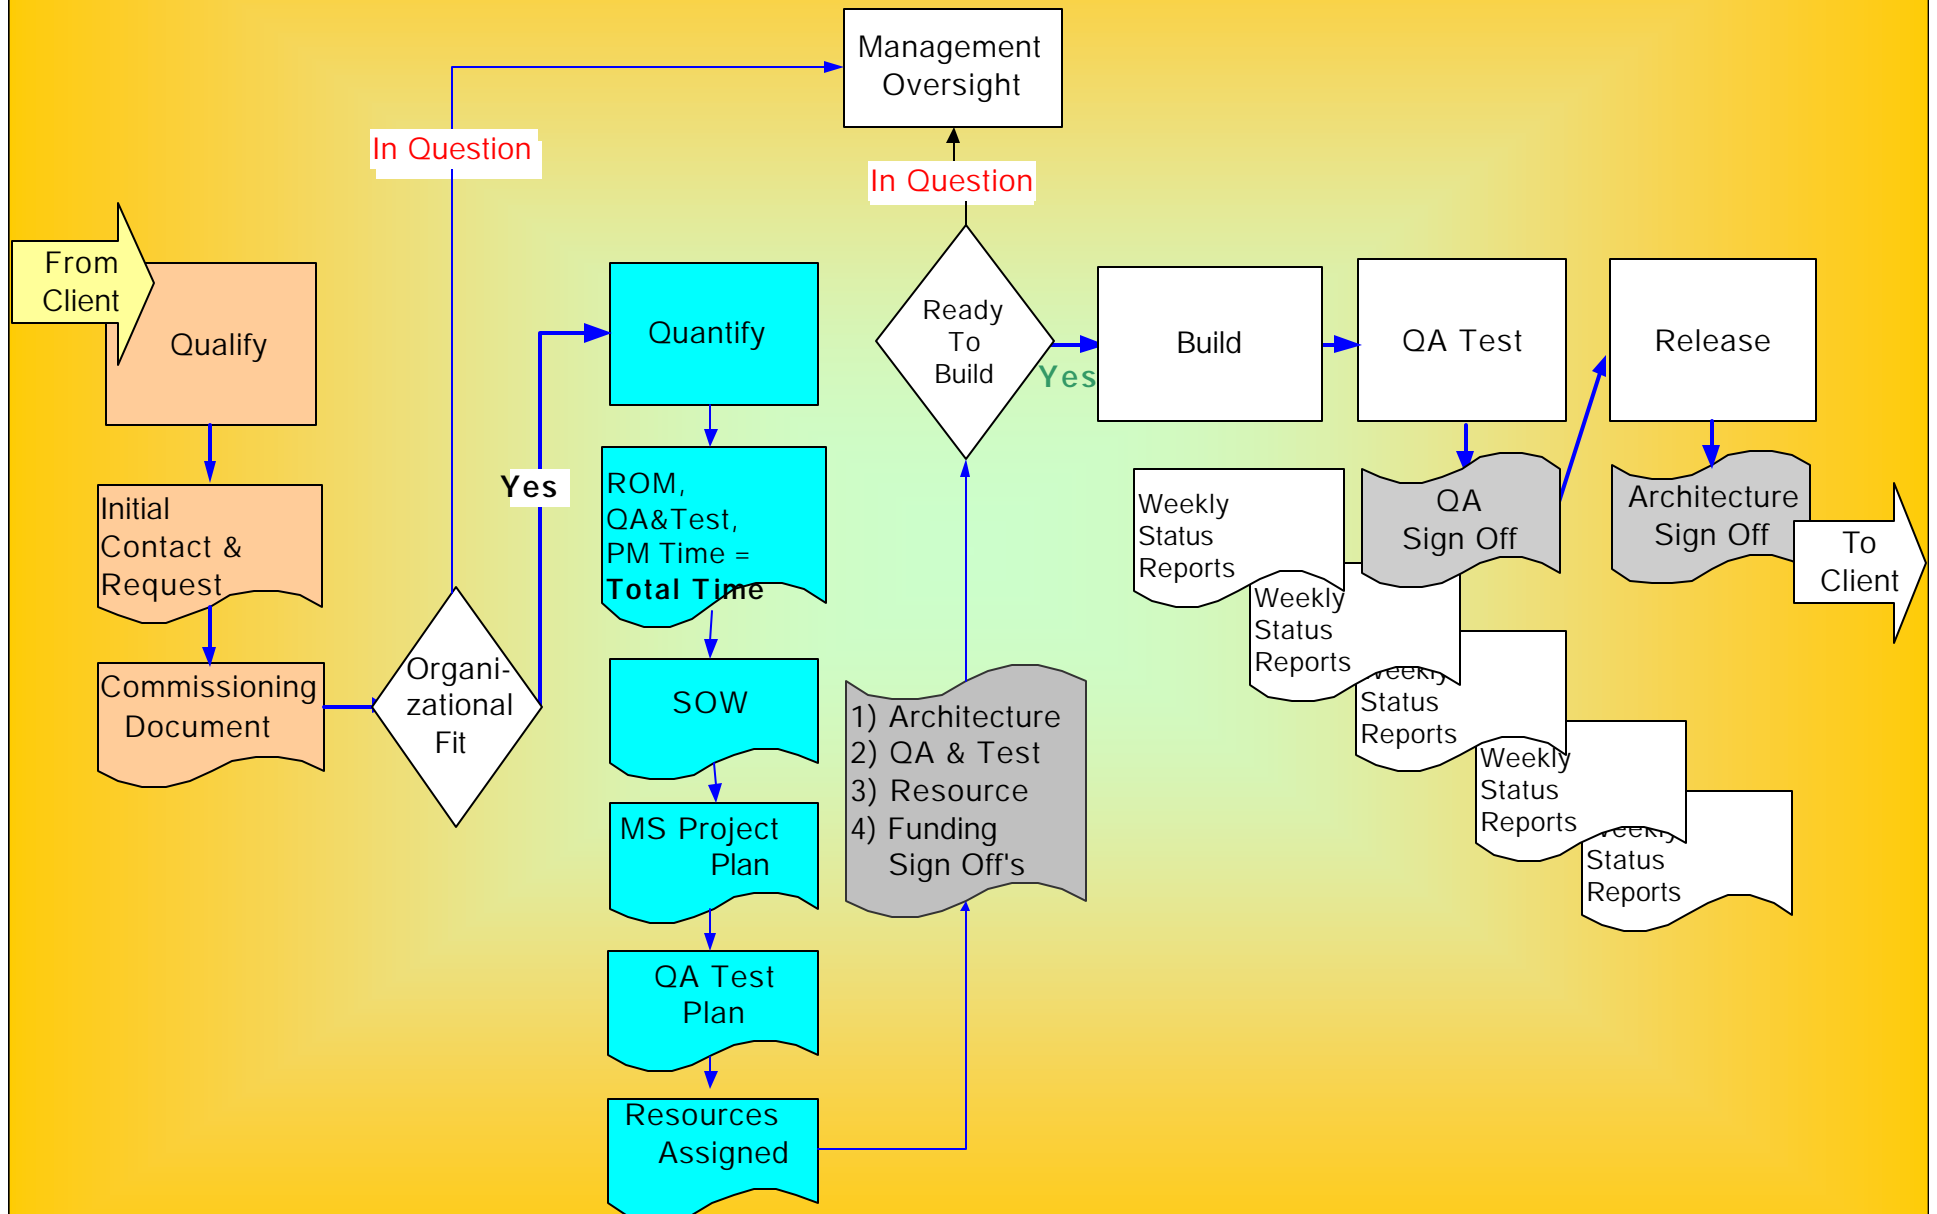 Management
Oversight
In Question
In Question
From
Client
Qualify
Initial
Contact &
Request
Commissioning
Document
Organi-
zational
Fit
Yes
Quantify
ROM,
QA&Test,
PM Time =
Total Time
SOW
MS Project
Plan
QA Test
Plan
Resources
Assigned
1) Architecture
2) QA & Test
3) Resource
4) Funding
Sign Off's
Ready
To
Build
Yes
Build
QA Test
Release
QA
Sign Off
Architecture
Sign Off
To
Client
Weekly
Status
Reports
Weekly
Status
Reports
Weekly
Status
Reports
Weekly
Status
Reports
Weekly
Status
Reports